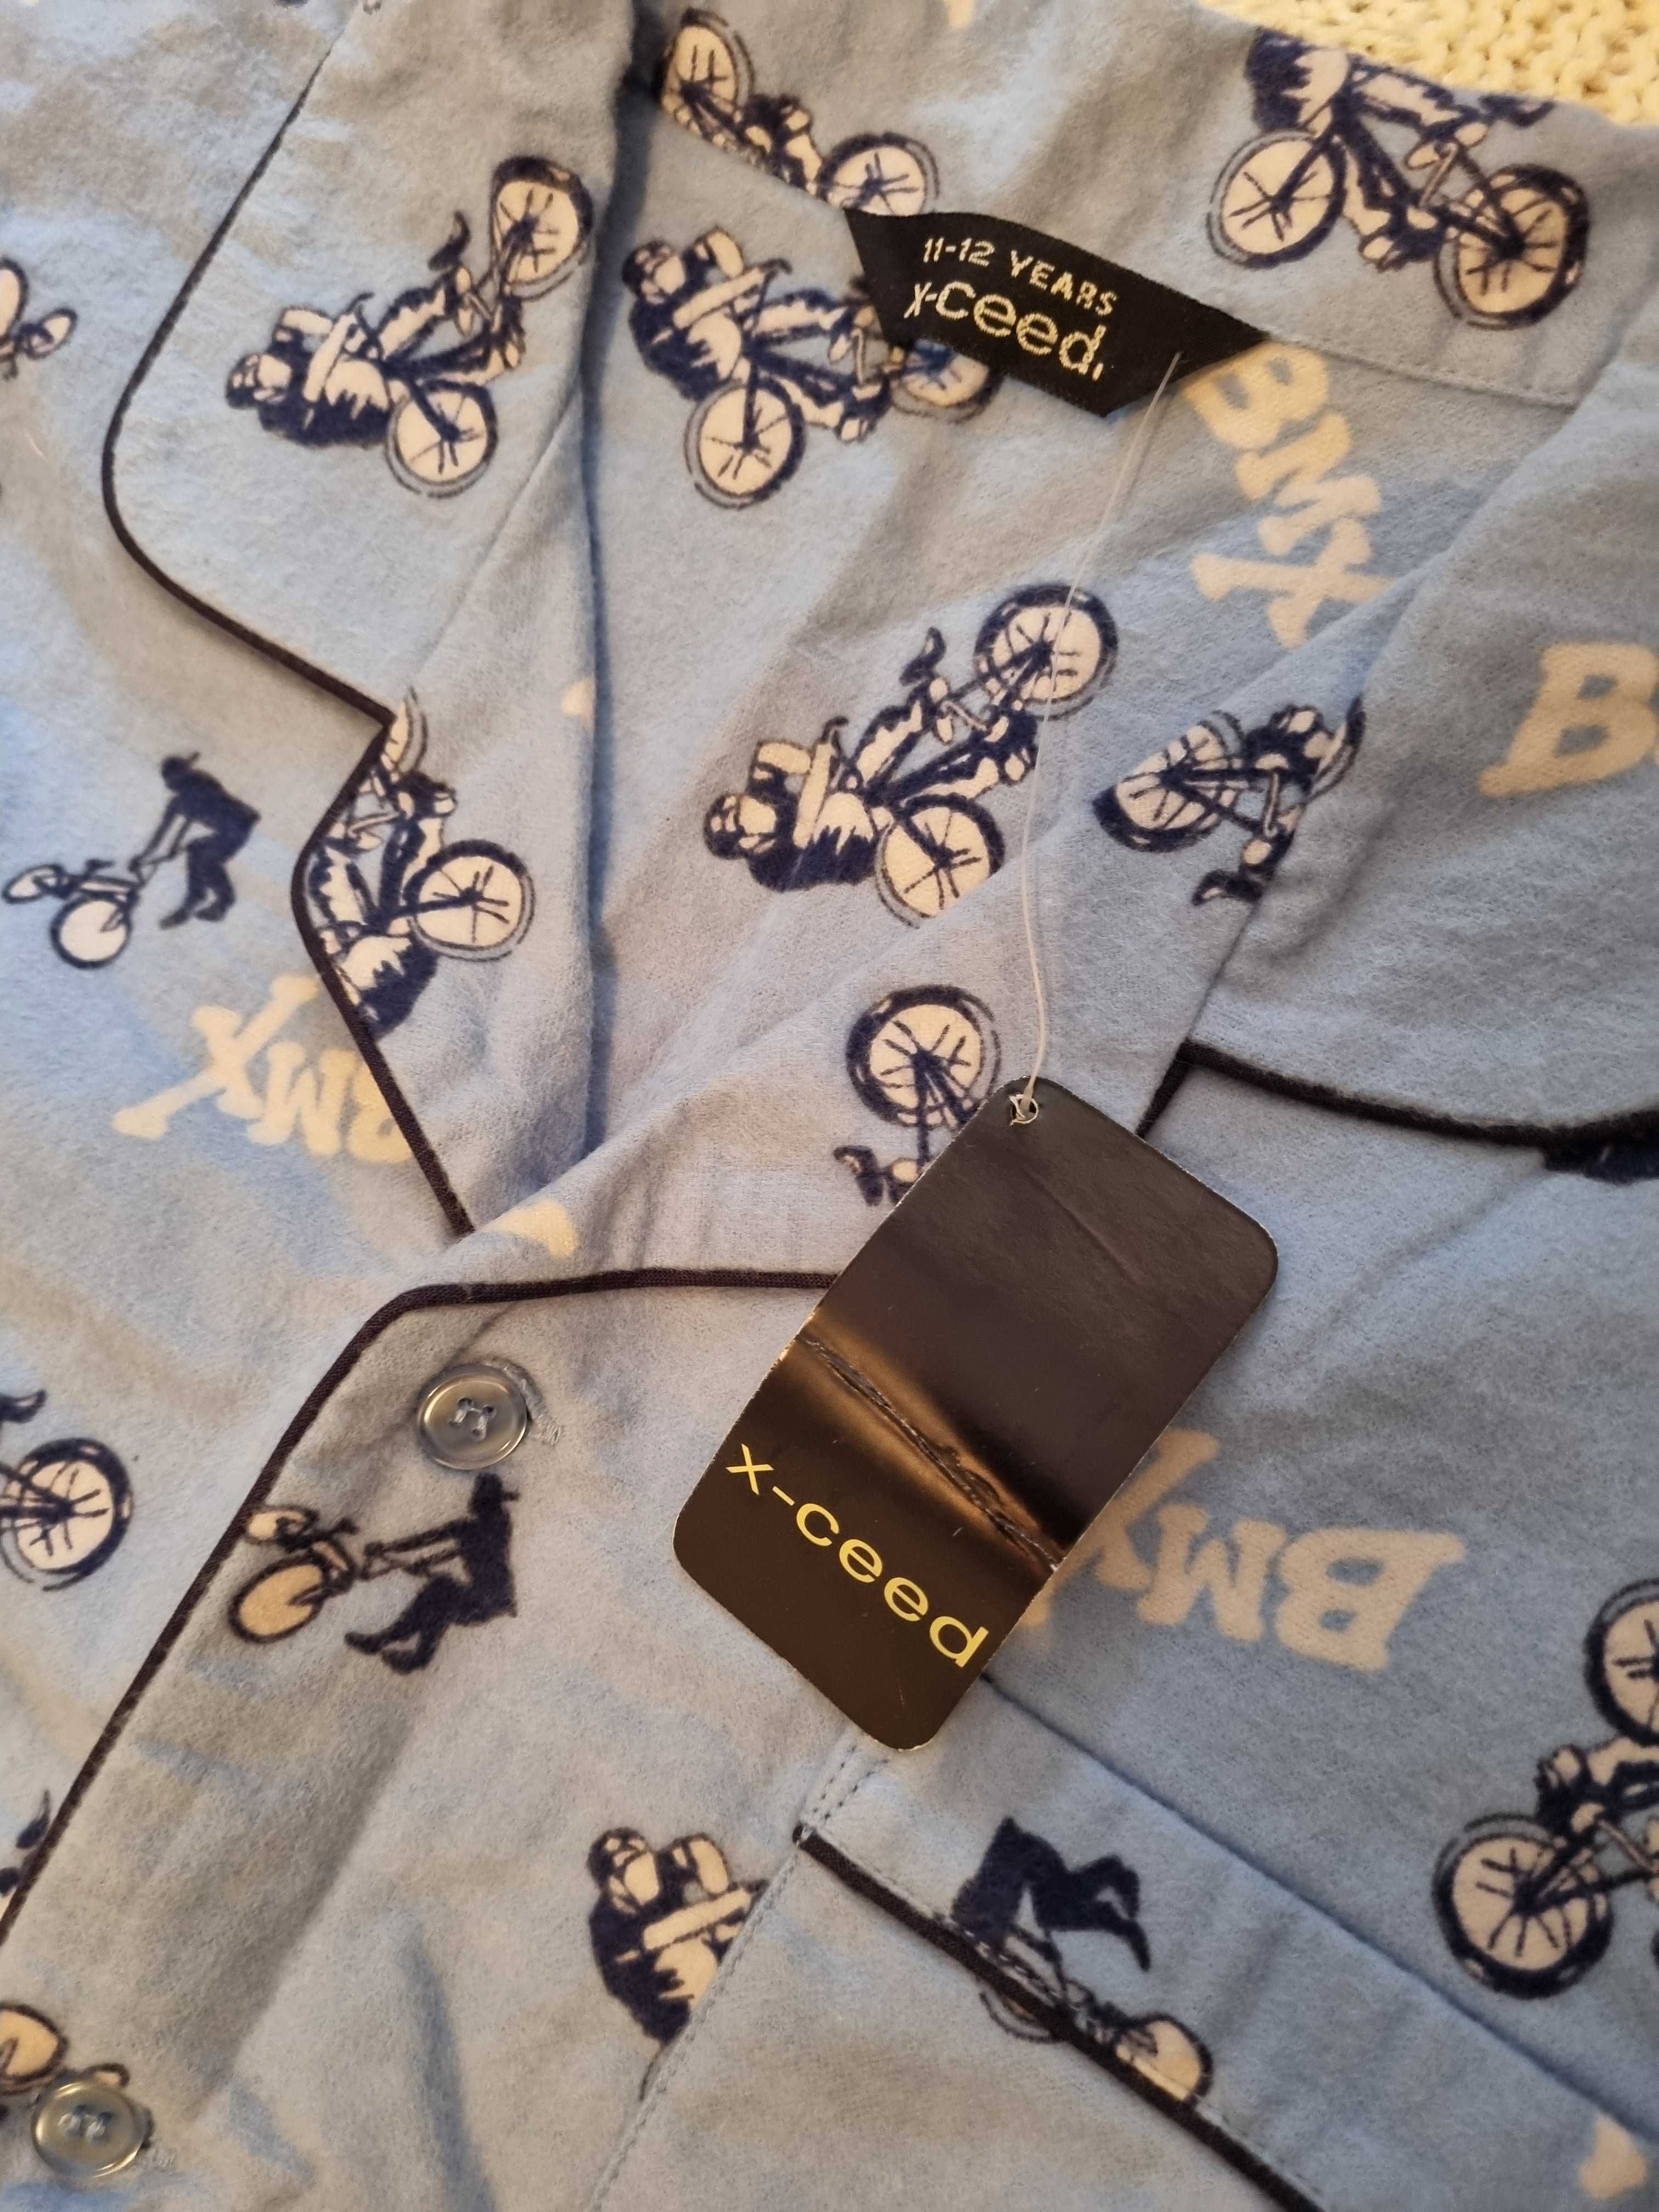 11-12 YEARS
x-ceed.
BMX
B
BMX
x-ceed
BMX